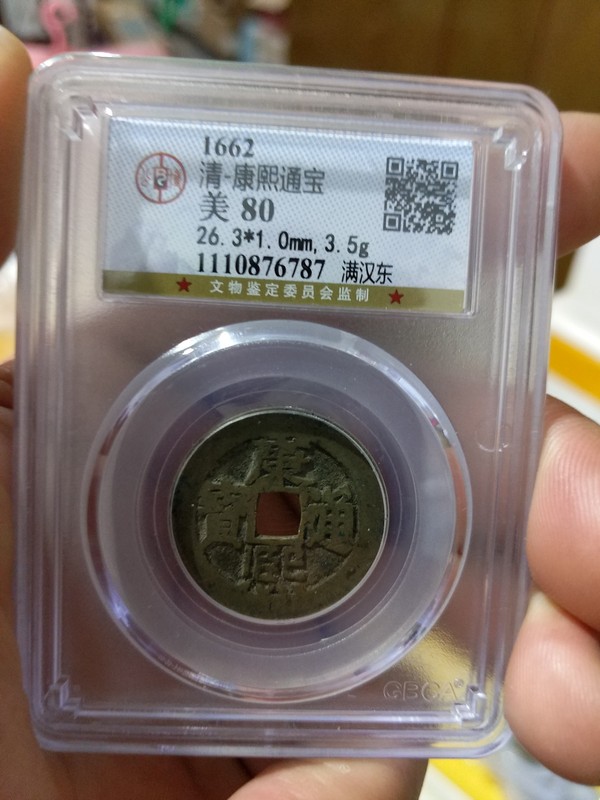 1662
清-康熙通宝
美 80
26.3*1.0mm,3.5g
1110876787 满汉东
文物鉴定委员会监制
康
寶 通
熙
GBCA